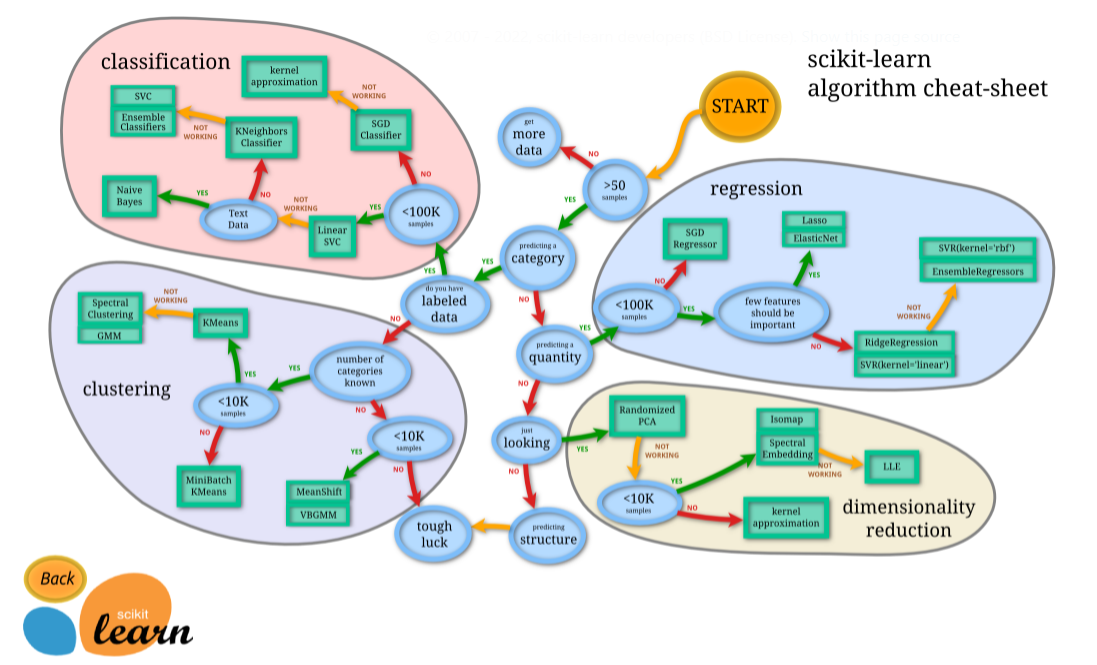 scikit-learn
algorithm cheat-sheet
START
>50
samples
NO
get
more
data
YES
predicting a
category
YES
do you have
labeled
data
NO
predicting a
quantity
YES
NO
just
looking
YES
NO
predicting
structure
tough
luck
classification
YES
<100K
samples
YES
Linear
SVC
NOT
WORKING
Text
Data
YES
Naive
Bayes
NO
KNeighbors
Classifier
NOT
WORKING
SVC
Ensemble
Classifiers
NO
SGD
Classifier
NOT
WORKING
kernel
approximation
clustering
NO
number of
categories
known
YES
<10K
samples
YES
KMeans
NOT
WORKING
Spectral
Clustering
GMM
NO
MiniBatch
KMeans
NO
<10K
samples
YES
MeanShift
VBGMM
NO
regression
<100K
samples
NO
SGD
Regressor
YES
few features
should be
important
YES
Lasso
ElasticNet
NO
RidgeRegression
SVR(kernel='linear')
NOT
WORKING
SVR(kernel='rbf')
EnsembleRegressors
dimensionality
reduction
Randomized
PCA
NOT
WORKING
<10K
samples
YES
Isomap
Spectral
Embedding
NOT
WORKING
LLE
NO
kernel
approximation
Back
scikit
learn